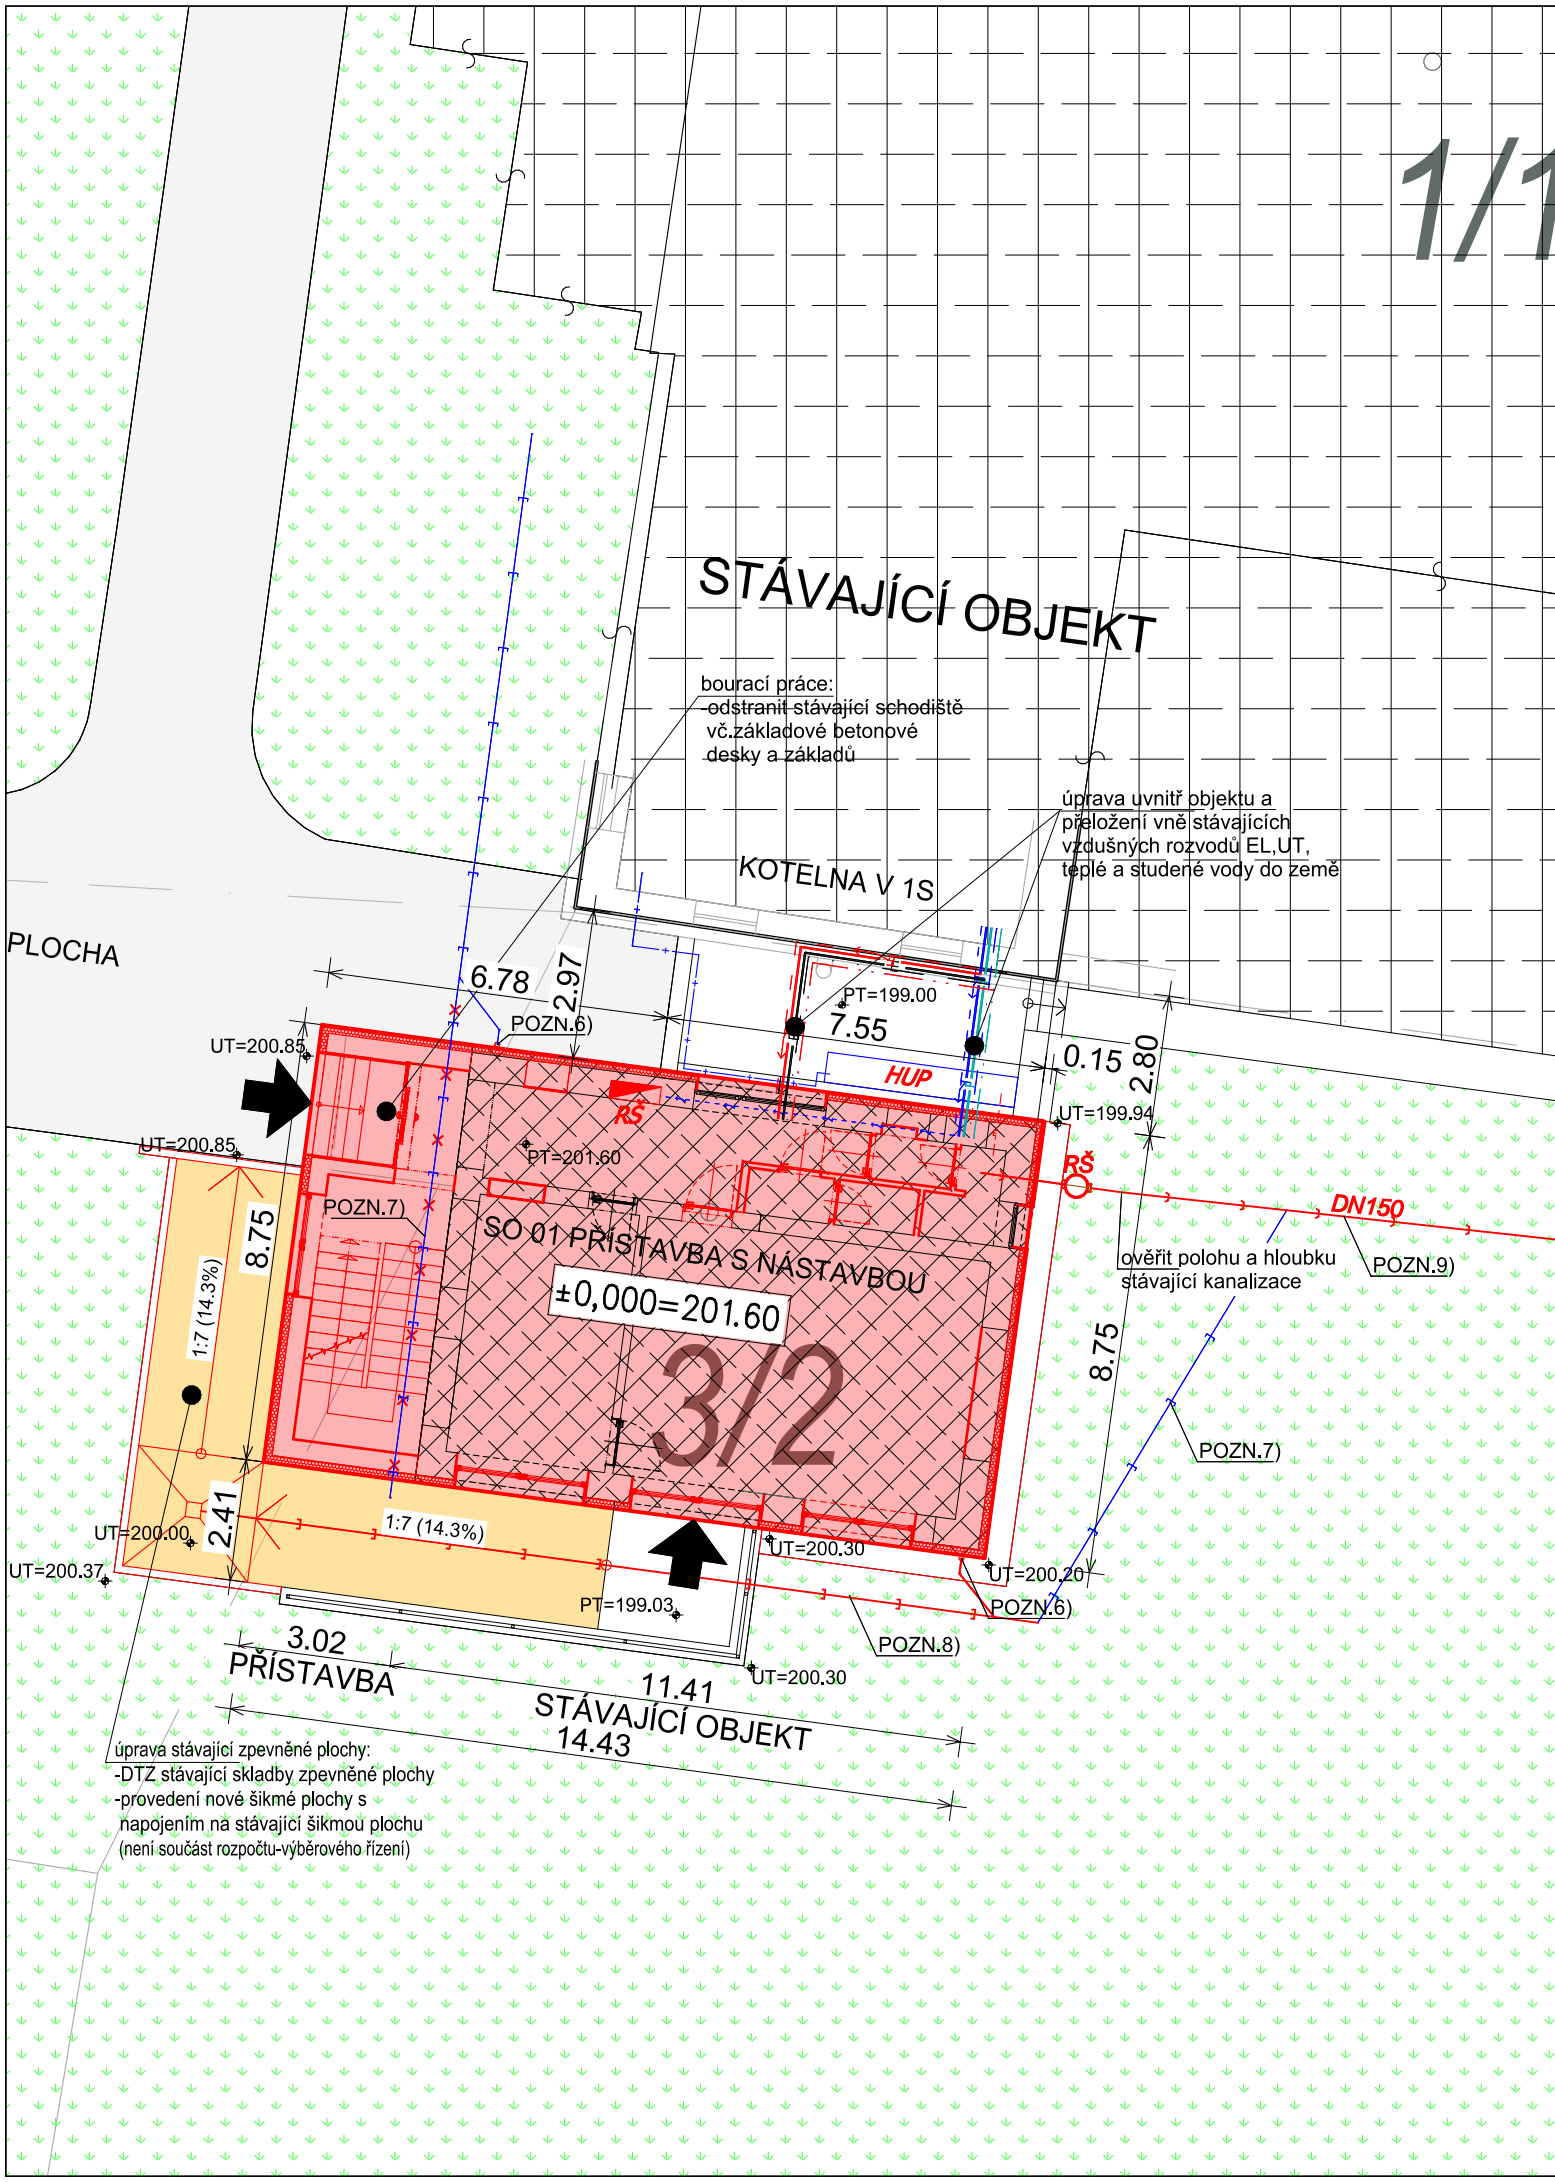 1/1
STÁVAJÍCÍ OBJEKT
bourací práce:
-odstranit stávající schodiště
vč.základové betonové
desky a základů
úprava uvnitř objektu a
přeložení vně stávajících
vzdušných rozvodů EL,UT,
teplé a studené vody do země
KOTELNA V 1S
PLOCHA
6.78
2.97
PT=199.00
7.55
POZN.6)
UT=200.85
0.15
2.80
HUP
RŠ
UT=199.94
UT=200.85
PT=201.60
RŠ
DN150
POZN.7)
8.75
SO 01 PŘÍSTAVBA S NÁSTAVBOU
ověřit polohu a hloubku
stávající kanalizace
POZN.9)
1:7 (14.3%)
±0,000=201.60
3/2
8.75
POZN.7)
2.41
1:7 (14.3%)
UT=200.00
UT=200.30
UT=200.37
UT=200.20
PT=199.03
POZN.6)
3.02
POZN.8)
PŘÍSTAVBA
11.41
UT=200.30
STÁVAJÍCÍ OBJEKT
14.43
úprava stávající zpevněné plochy:
-DTZ stávající skladby zpevněné plochy
-provedení nové šikmé plochy s
napojením na stávající šikmou plochu
(není součást rozpočtu-výběrového řízení)